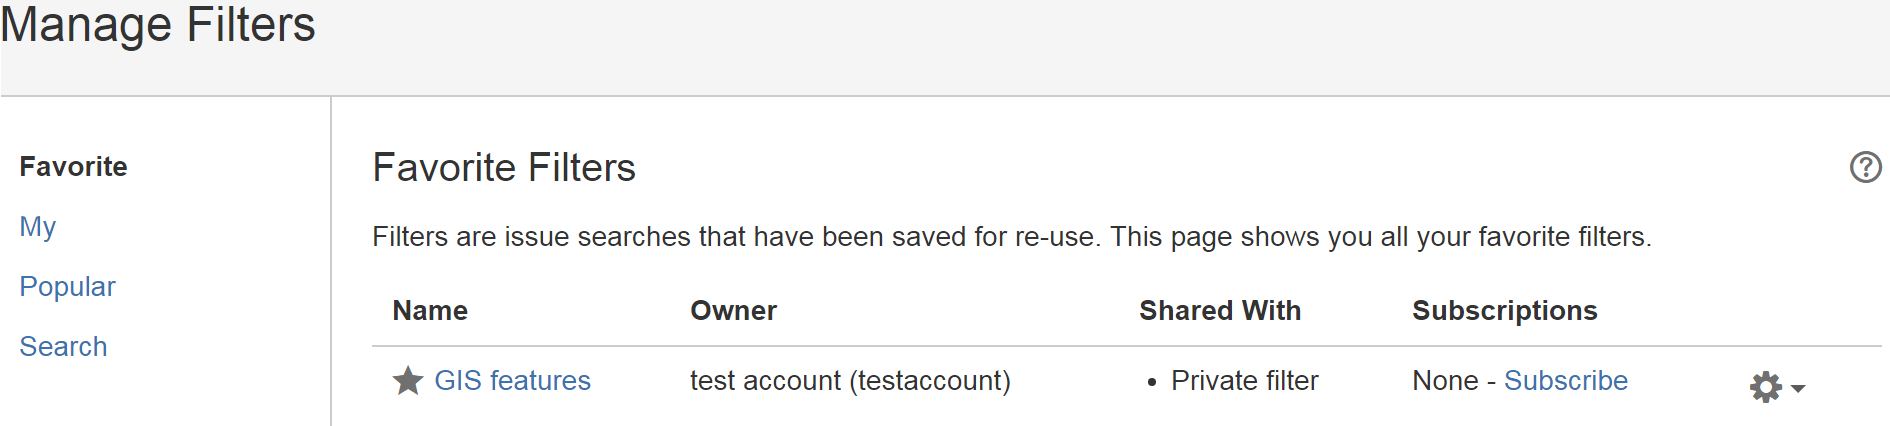 Manage Filters
Favorite
My
Popular
Search
Favorite Filters
Filters are issue searches that have been saved for re-use. This page shows you all your favorite filters.
Name Owner Shared With Subscriptions
GIS features test account (testaccount) • Private filter None - Subscribe